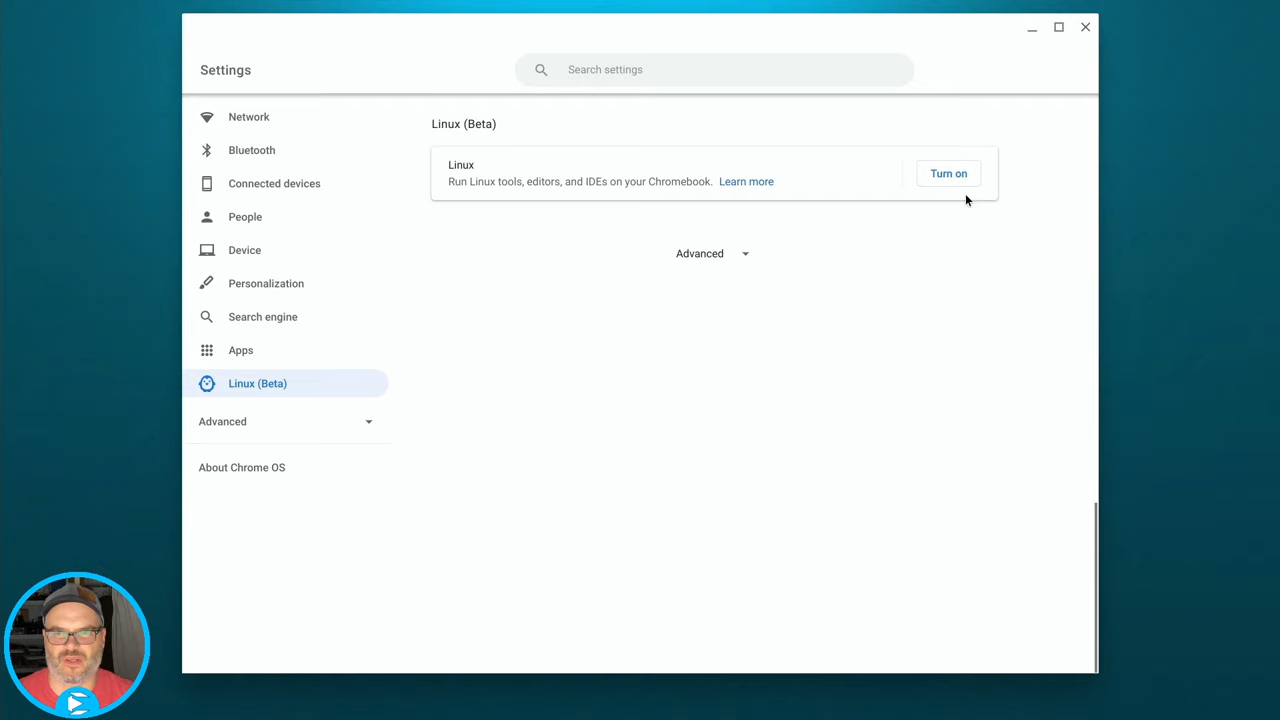 Settings
Search settings
Network
Bluetooth
Connected devices
People
Device
Personalization
Search engine
Apps
Linux (Beta)
Advanced
About Chrome OS
Linux (Beta)
Linux
Run Linux tools, editors, and IDEs on your Chromebook. Learn more
Turn on
Advanced